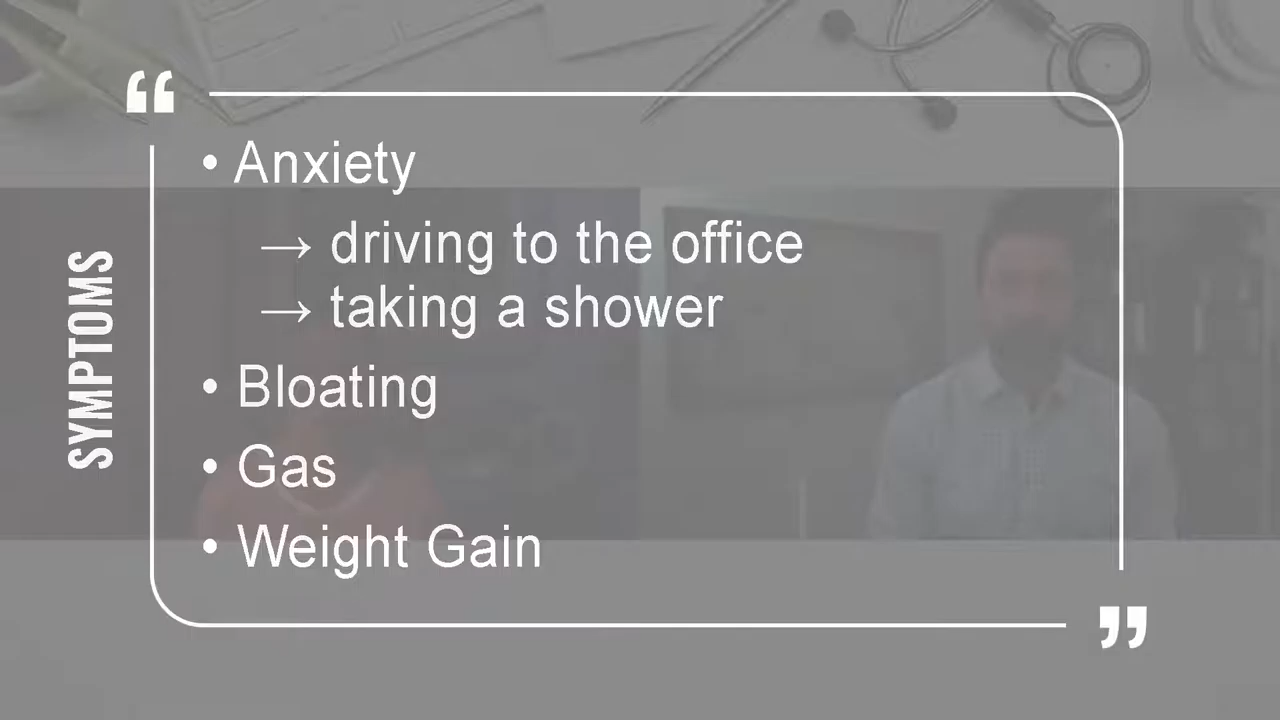 SYMPTOMS
“
• Anxiety
→ driving to the office
→ taking a shower
• Bloating
• Gas
• Weight Gain
”